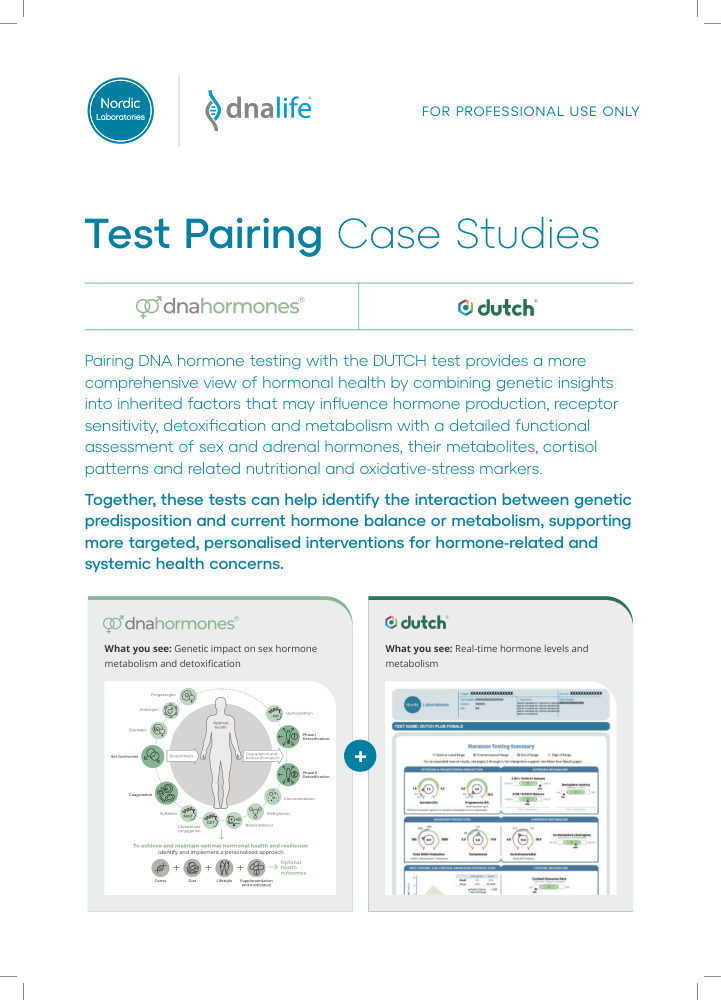 Nordic
Laboratories
dnalife
FOR PROFESSIONAL USE ONLY
Test Pairing Case Studies
dnahormones®
dutch®
Pairing DNA hormone testing with the DUTCH test provides a more
comprehensive view of hormonal health by combining genetic insights
into inherited factors that may influence hormone production, receptor
sensitivity, detoxification and metabolism with a detailed functional
assessment of sex and adrenal hormones, their metabolites, cortisol
patterns and related nutritional and oxidative-stress markers.
Together, these tests can help identify the interaction between genetic
predisposition and current hormone balance or metabolism, supporting
more targeted, personalised interventions for hormone-related and
systemic health concerns.
dnahormones®
What you see: Genetic impact on sex hormone
metabolism and detoxification
Progestogen
Androgen
Estrogen
Sex hormones
Coagulation
Biosynthesis
Optimal
health
Hydroxylation
Phase I
Detoxification
Degradation and
biotransformation
Phase II
Detoxification
Glucuronidation
Methylation
Redox balance
Glutathione
conjugation
Sulfation
To achieve and maintain optimal hormonal health and resilience:
identify and implement a personalised approach
Genes
+
Diet
+
Lifestyle
+
Supplementation
and medication
Optimal
health
outcomes
+
dutch®
What you see: Real-time hormone levels and
metabolism
Nordic Laboratories
TEST NAME: DUTCH PLUS FEMALE
Hormone Testing Summary